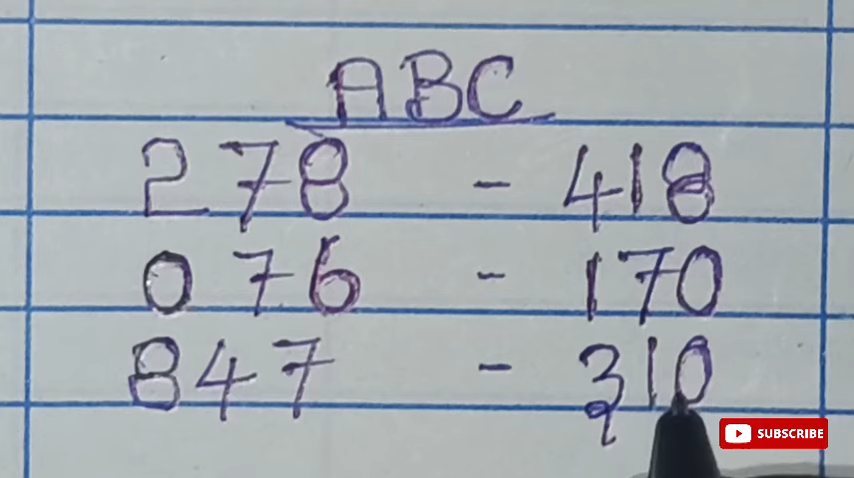 ABC
278 - 418
076 - 170
847 - 310
SUBSCRIBE